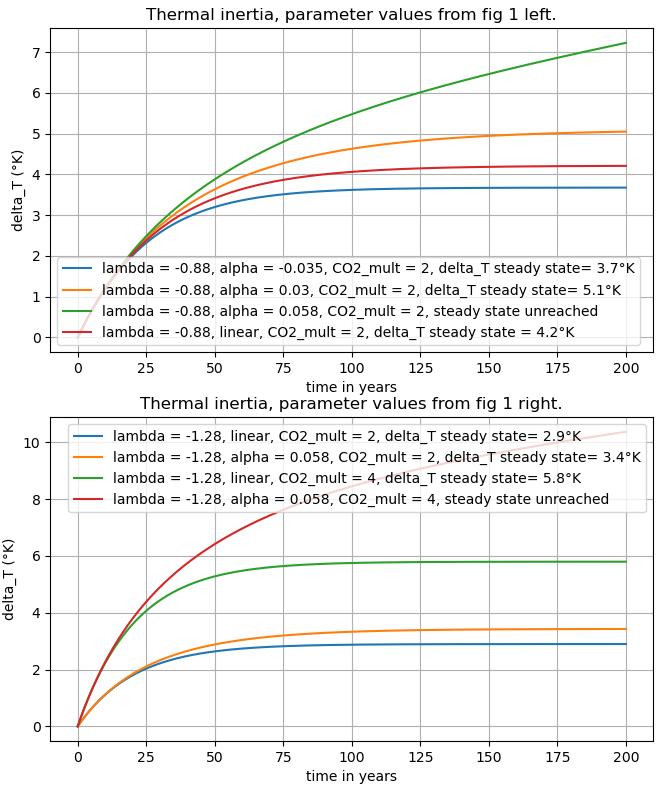 Thermal inertia, parameter values from fig 1 left.
7
6
5
4
3
2
1
0
delta_T (°K)
lambda = -0.88, alpha = -0.035, CO2_mult = 2, delta_T steady state= 3.7°K
lambda = -0.88, alpha = 0.03, CO2_mult = 2, delta_T steady state= 5.1°K
lambda = -0.88, alpha = 0.058, CO2_mult = 2, steady state unreached
lambda = -0.88, linear, CO2_mult = 2, delta_T steady state = 4.2°K
0 25 50 75 100 125 150 175 200
time in years
Thermal inertia, parameter values from fig 1 right.
10
8
6
4
2
0
delta_T (°K)
lambda = -1.28, linear, CO2_mult = 2, delta_T steady state= 2.9°K
lambda = -1.28, alpha = 0.058, CO2_mult = 2, delta_T steady state= 3.4°K
lambda = -1.28, linear, CO2_mult = 4, delta_T steady state= 5.8°K
lambda = -1.28, alpha = 0.058, CO2_mult = 4, steady state unreached
0 25 50 75 100 125 150 175 200
time in years